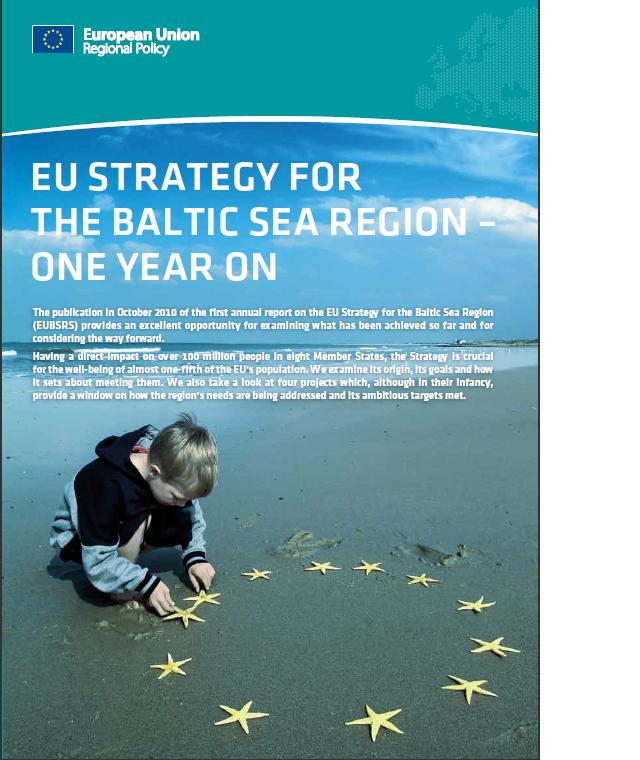 European Union
Regional Policy
EU STRATEGY FOR
THE BALTIC SEA REGION –
ONE YEAR ON
The publication in October 2010 of the first annual report on the EU Strategy for the Baltic Sea Region
(EUBSRS) provides an excellent opportunity for examining what has been achieved so far and for
considering the way forward.
Having a direct impact on over 100 million people in eight Member States, the Strategy is crucial
for the well-being of almost one-fifth of the EU's population. We examine its origin, its goals and how
it sets about meeting them. We also take a look at four projects which, although in their infancy,
provide a window on how the region's needs are being addressed and its ambitious targets met.